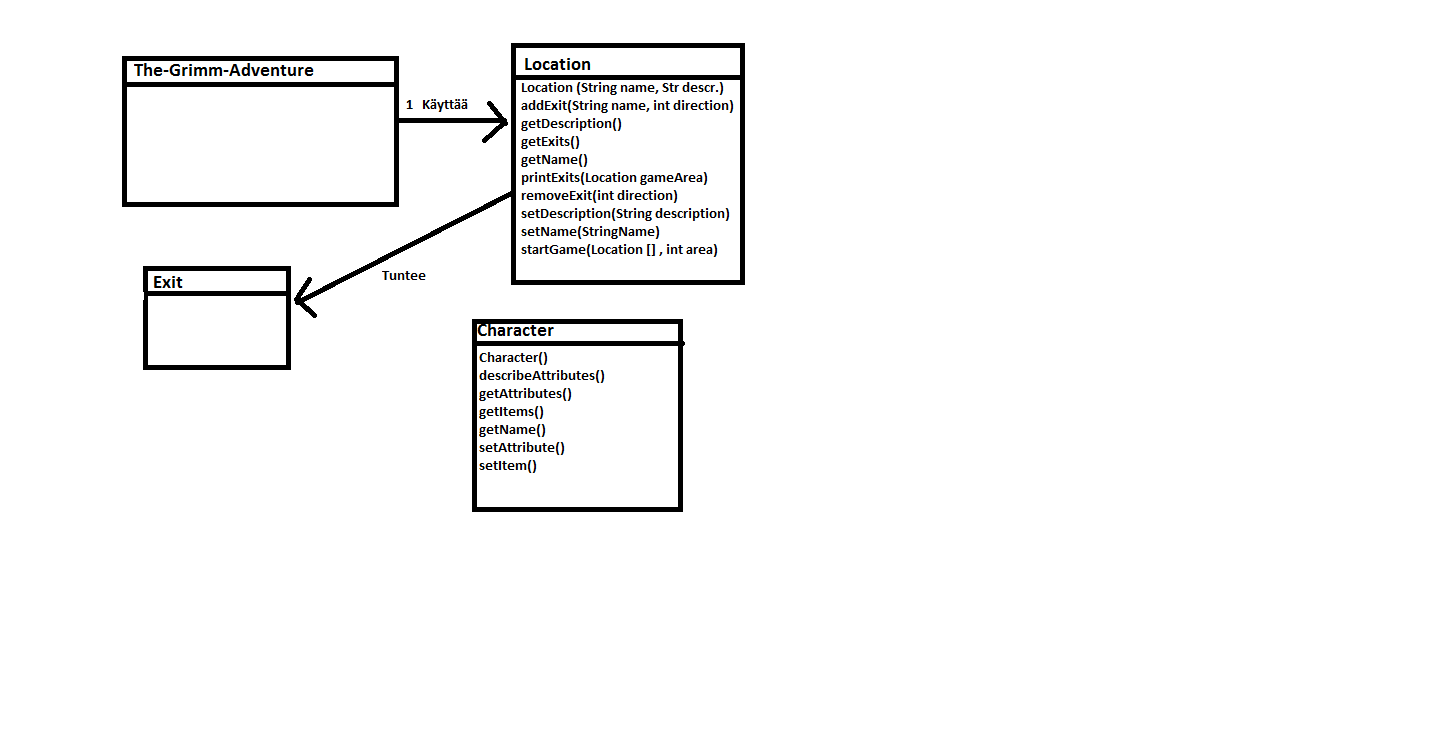 The-Grimm-Adventure
1 Käyttää
Location
Location (String name, Str descr.)
addExit(String name, int direction)
getDescription()
getExits()
getName()
printExits(Location gameArea)
removeExit(int direction)
setDescription(String description)
setName(StringName)
startGame(Location [] , int area)
Tuntee
Exit
Character
Character()
describeAttributes()
getAttributes()
getItems()
getName()
setAttribute()
setItem()